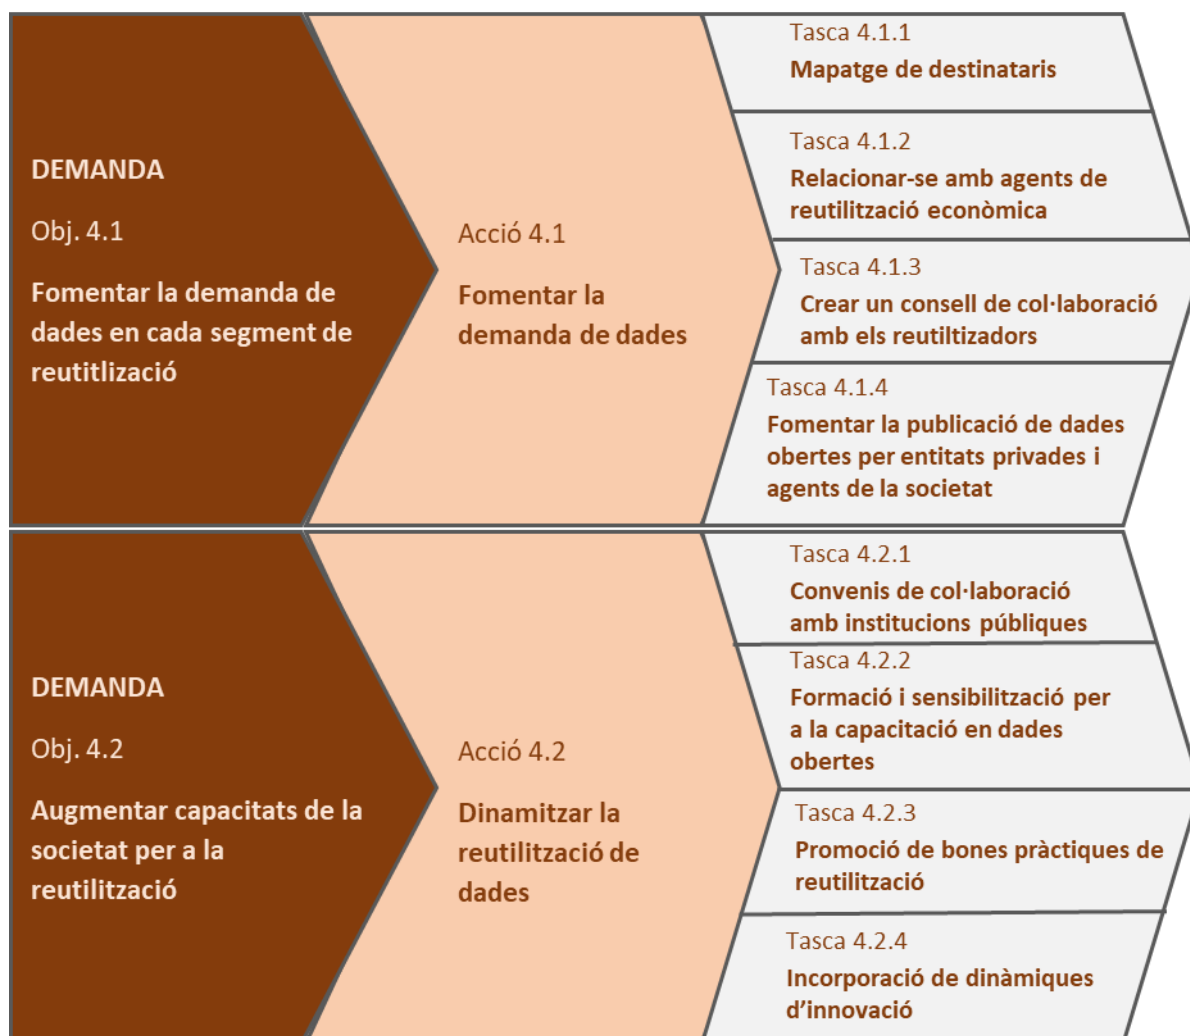 DEMANDA
Obj. 4.1
Fomentar la demanda de
dades en cada segment de
reutitlizació
Acció 4.1
Fomentar la
demanda de dades
Tasca 4.1.1
Mapatge de destinataris
Tasca 4.1.2
Relacionar-se amb agents de
reutilització econòmica
Tasca 4.1.3
Crear un consell de col·laboració
amb els reutiltizadors
Tasca 4.1.4
Fomentar la publicació de dades
obertes per entitats privades i
agents de la societat
DEMANDA
Obj. 4.2
Augmentar capacitats de la
societat per a la
reutilització
Acció 4.2
Dinamitzar la
reutilització de
dades
Tasca 4.2.1
Convenis de col·laboració
amb institucions públiques
Tasca 4.2.2
Formació i sensibilització per
a la capacitació en dades
obertes
Tasca 4.2.3
Promoció de bones pràctiques de
reutilització
Tasca 4.2.4
Incorporació de dinàmiques
d’innovació